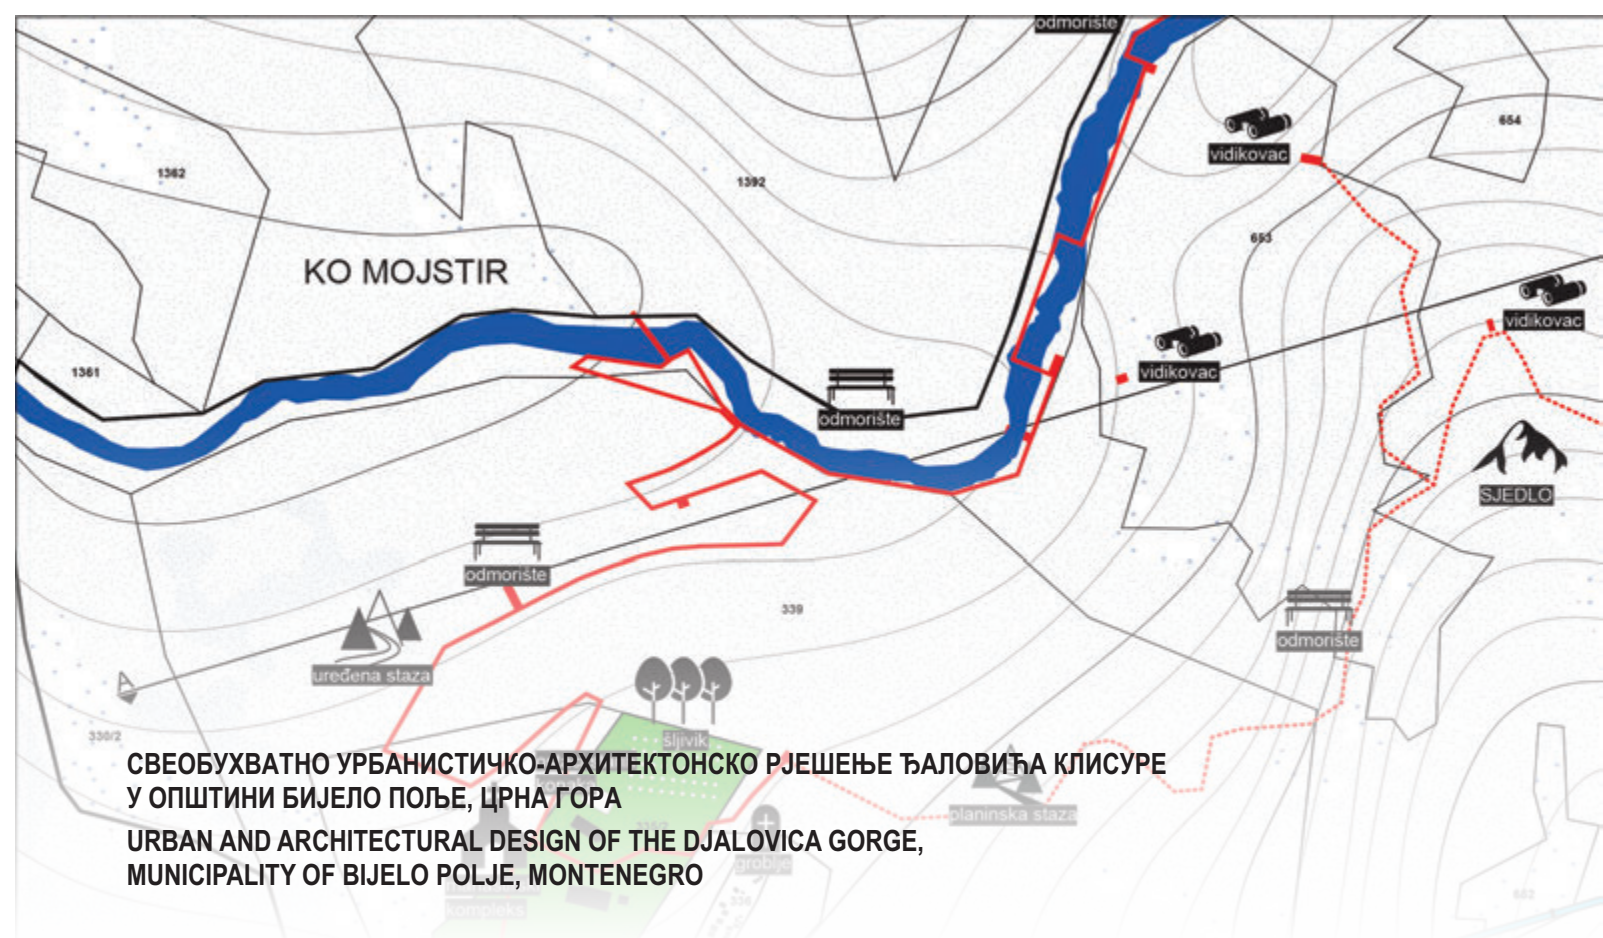 odmorište
654
vidikovac
1362
1392
653
KO MOJSTIR
vidikovac
vidikovac
1361
odmorište
SJEDLO
odmorište
339
odmorište
uređena staza
330/2
šljivik
СВЕОБУХВАТНО УРБАНИСТИЧКО-АРХИТЕКТОНСКО РЈЕШЕЊЕ ЂАЛОВИЋА КЛИСУРЕ
У ОПШТИНИ БИЈЕЛО ПОЉЕ, ЦРНА ГОРА
planinska staza
URBAN AND ARCHITECTURAL DESIGN OF THE DJALOVICA GORGE,
groblje
MUNICIPALITY OF BIJELO POLJE, MONTENEGRO
kompleks